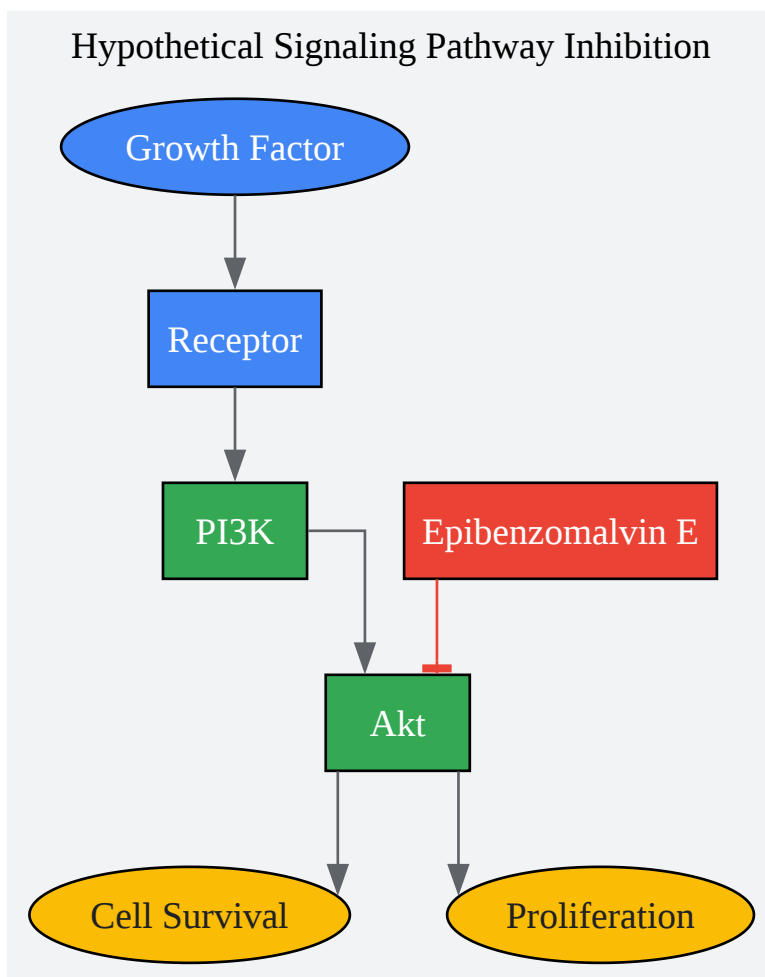 Hypothetical Signaling Pathway Inhibition
Growth Factor
Receptor
PI3K
Epibenzomalvin E
Akt
Cell Survival
Proliferation